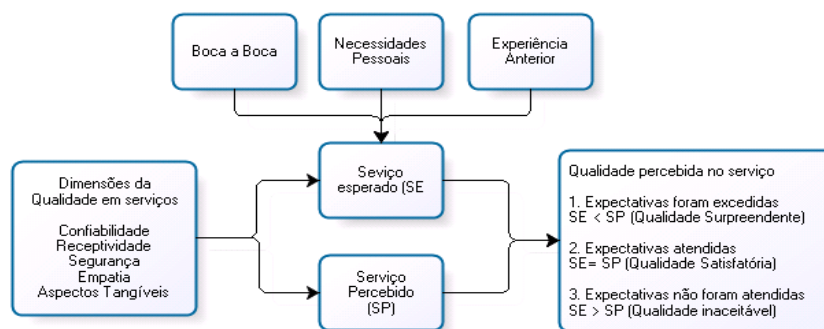 Boca a Boca
Necessidades
Pessoais
Experiência
Anterior
Dimensões da
Qualidade em serviços
Confiabilidade
Receptividade
Segurança
Empatia
Aspectos Tangíveis
Seviço
esperado (SE
Serviço
Percebido
(SP)
Qualidade percebida no serviço
1. Expectativas foram excedidas
SE < SP (Qualidade Surpreendente)
2. Expectativas atendidas
SE= SP (Qualidade Satisfatória)
3. Expectativas não foram atendidas
SE > SP (Qualidade inaceitável)